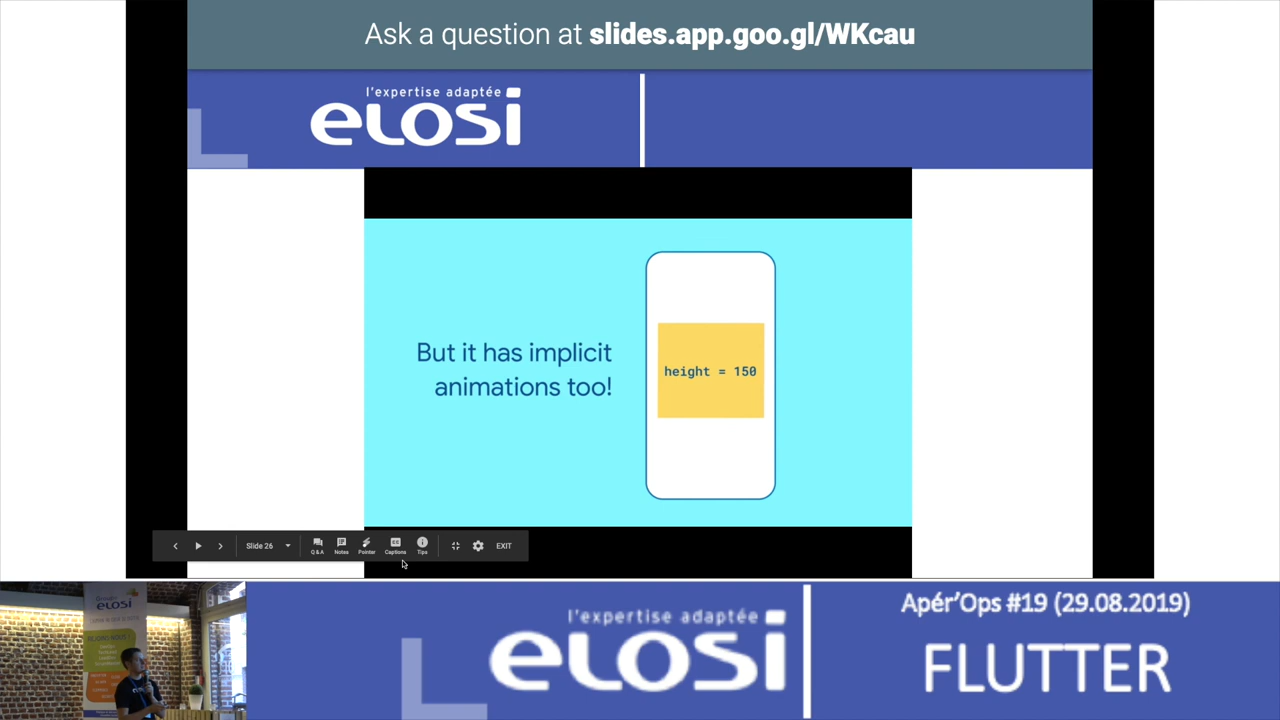 Ask a question at slides.app.goo.gl/WKcau
l'expertise adaptée
elosi
But it has implicit
animations too!
height = 150
Slide 26
Q & A
Notes
Pointer
Captions
Tips
EXIT
elosi
l'expertise adaptée
elosi
Apér'Ops #19 (29.08.2019)
FLUTTER